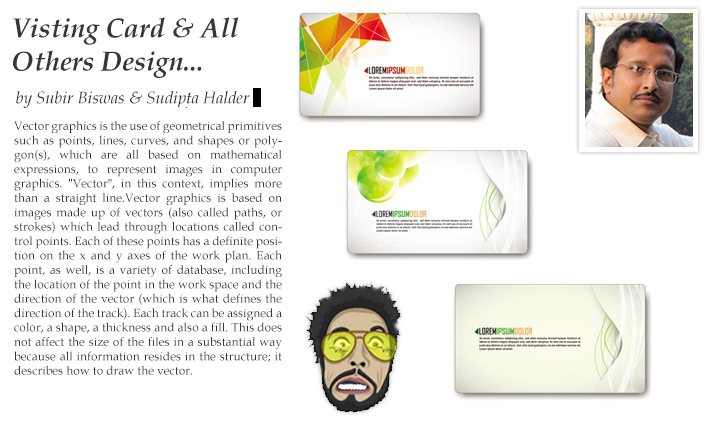 Visting Card & All
Others Design...
by Subir Biswas & Sudipta Halder
Vector graphics is the use of geometrical primitives
such as points, lines, curves, and shapes or poly-
gon(s), which are all based on mathematical
expressions, to represent images in computer
graphics. "Vector", in this context, implies more
than a straight line.Vector graphics is based on
images made up of vectors (also called paths, or
strokes) which lead through locations called con-
trol points. Each of these points has a definite posi-
tion on the x and y axes of the work plan. Each
point, as well, is a variety of database, including
the location of the point in the work space and the
direction of the vector (which is what defines the
direction of the track). Each track can be assigned a
color, a shape, a thickness and also a fill. This does
not affect the size of the files in a substantial way
because all information resides in the structure; it
describes how to draw the vector.
LOREMIPSUMDOLOR
LOREMIPSUMDOLOR
LOREMIPSUMDOLOR